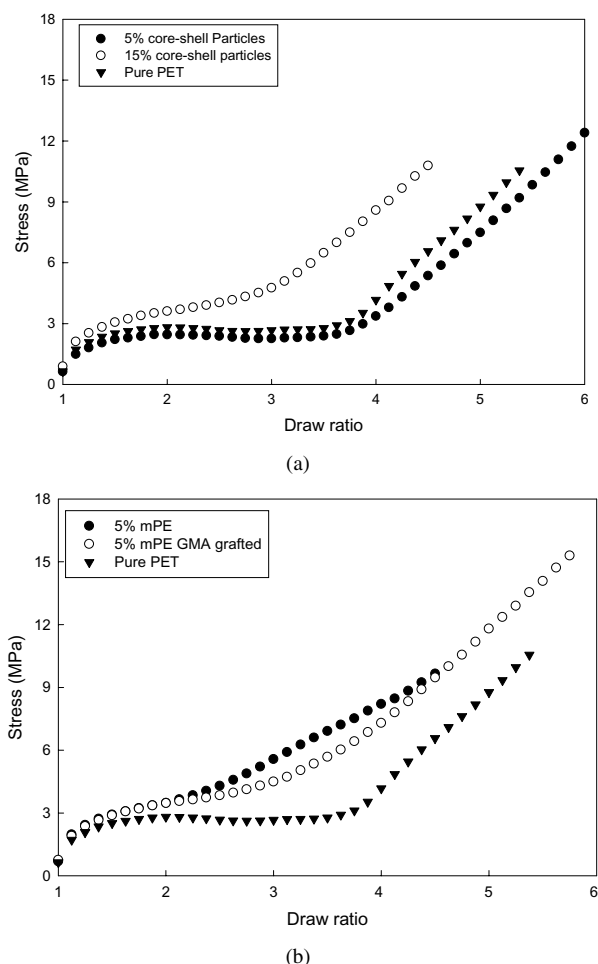 18
15
12
9
6
3
0
Stress (MPa)
5% core-shell Particles
15% core-shell particles
Pure PET
1 2 3 4 5 6
Draw ratio
(a)
18
15
12
9
6
3
0
Stress (MPa)
5% mPE
5% mPE GMA grafted
Pure PET
1 2 3 4 5 6
Draw ratio
(b)